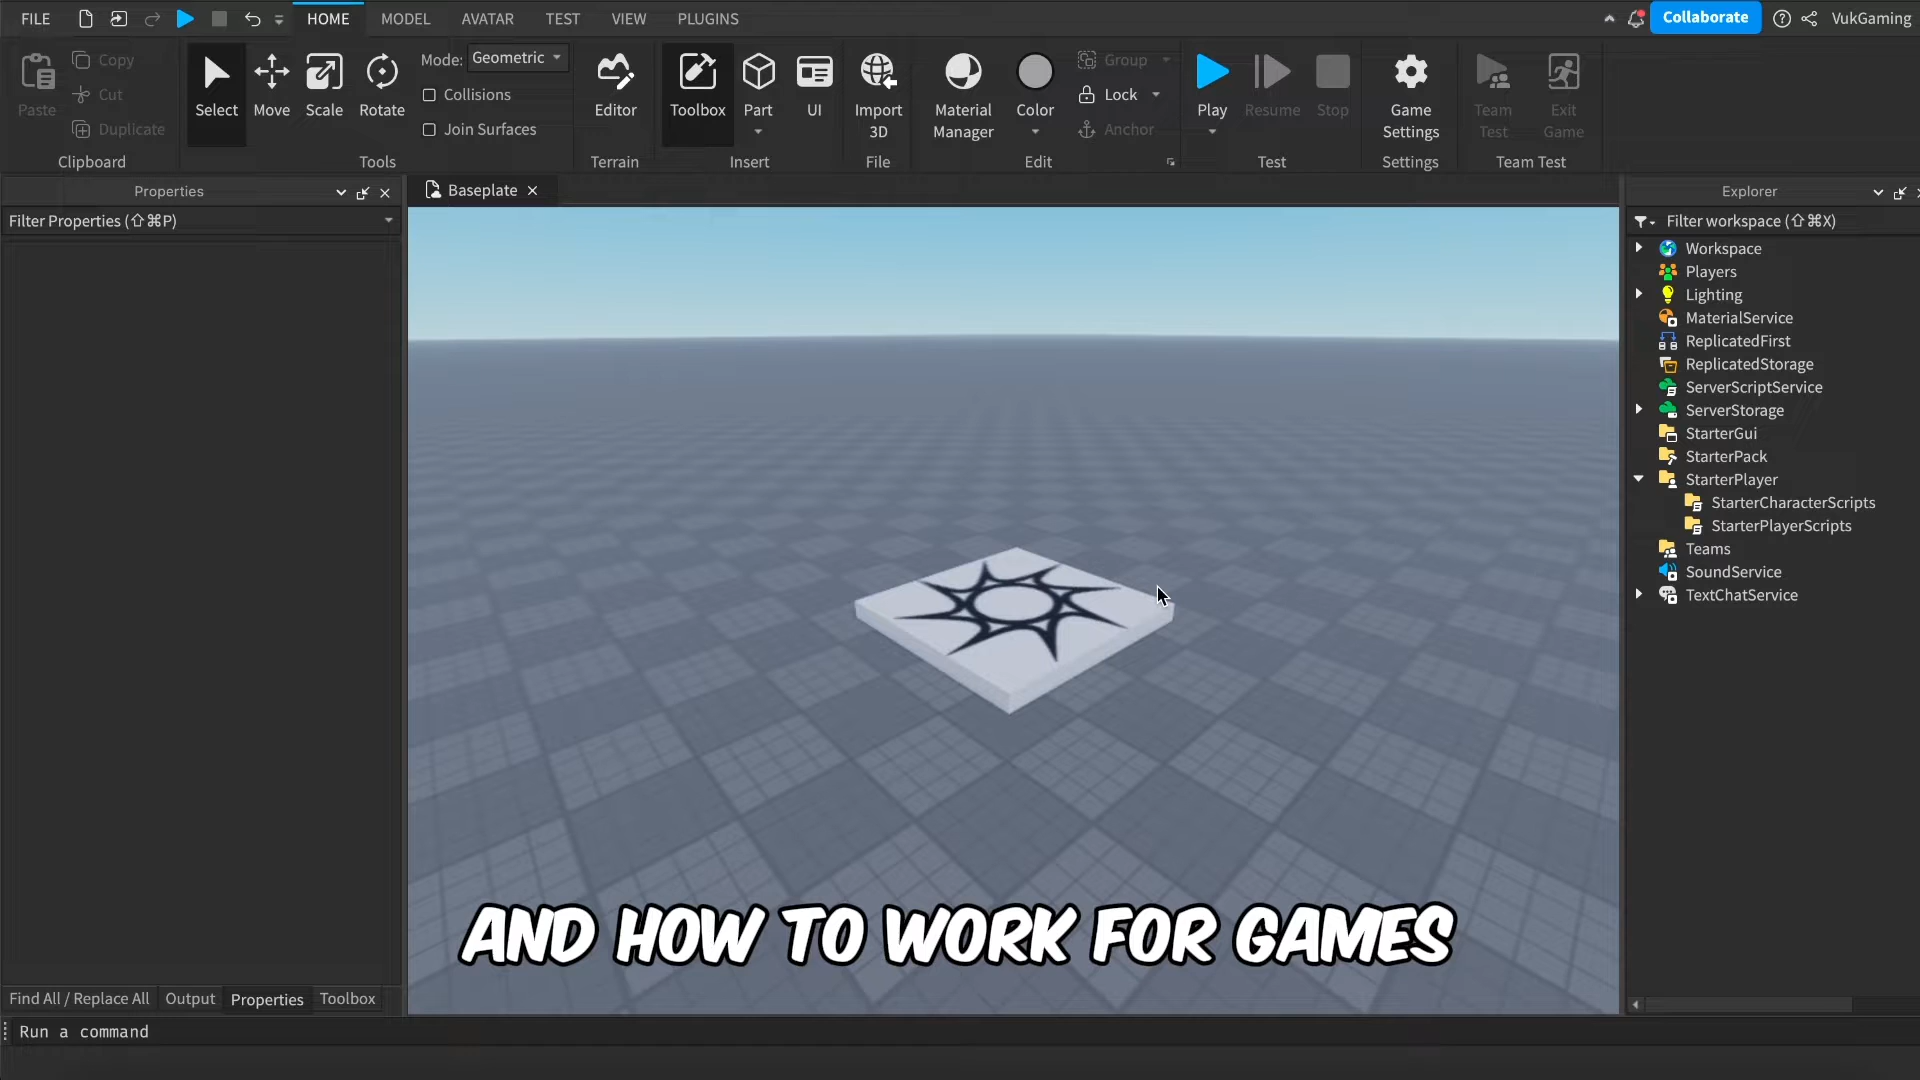 FILE
HOME
MODEL
AVATAR
TEST
VIEW
PLUGINS
Collaborate
VukGaming
Paste
Copy
Cut
Duplicate
Clipboard
Select
Move
Scale
Rotate
Mode: Geometric
Collisions
Join Surfaces
Tools
Editor
Terrain
Toolbox
Part
UI
Insert
Import
3D
File
Material
Manager
Color
Group
Lock
Anchor
Edit
Play
Resume
Stop
Test
Game
Settings
Settings
Team
Test
Exit
Game
Team Test
Properties
Filter Properties (⇧⌘P)
Baseplate
Explorer
Filter workspace (⇧⌘X)
Workspace
Players
Lighting
MaterialService
ReplicatedFirst
ReplicatedStorage
ServerScriptService
ServerStorage
StarterGui
StarterPack
StarterPlayer
StarterCharacterScripts
StarterPlayerScripts
Teams
SoundService
TextChatService
AND HOW TO WORK FOR GAMES
Find All / Replace All
Output
Properties
Toolbox
Run a command